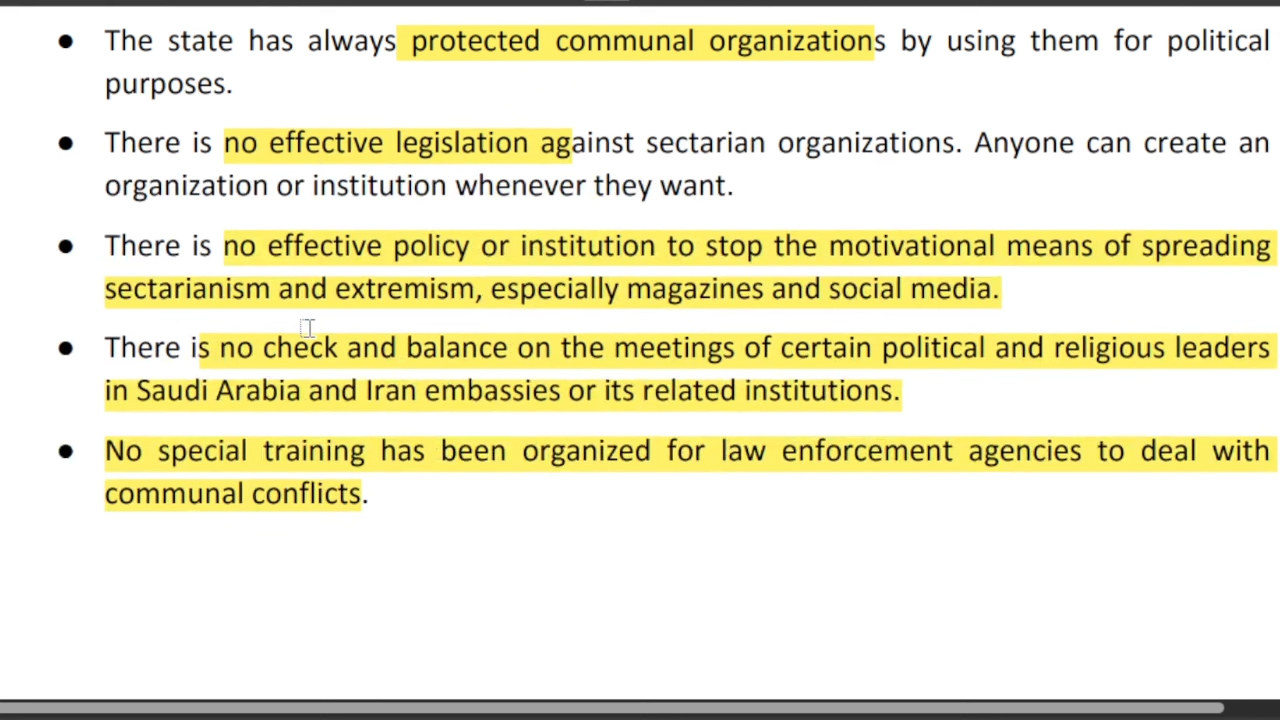 ● The state has always protected communal organizations by using them for political
purposes.
● There is no effective legislation against sectarian organizations. Anyone can create an
organization or institution whenever they want.
● There is no effective policy or institution to stop the motivational means of spreading
sectarianism and extremism, especially magazines and social media.
● There is no check and balance on the meetings of certain political and religious leaders
in Saudi Arabia and Iran embassies or its related institutions.
● No special training has been organized for law enforcement agencies to deal with
communal conflicts.